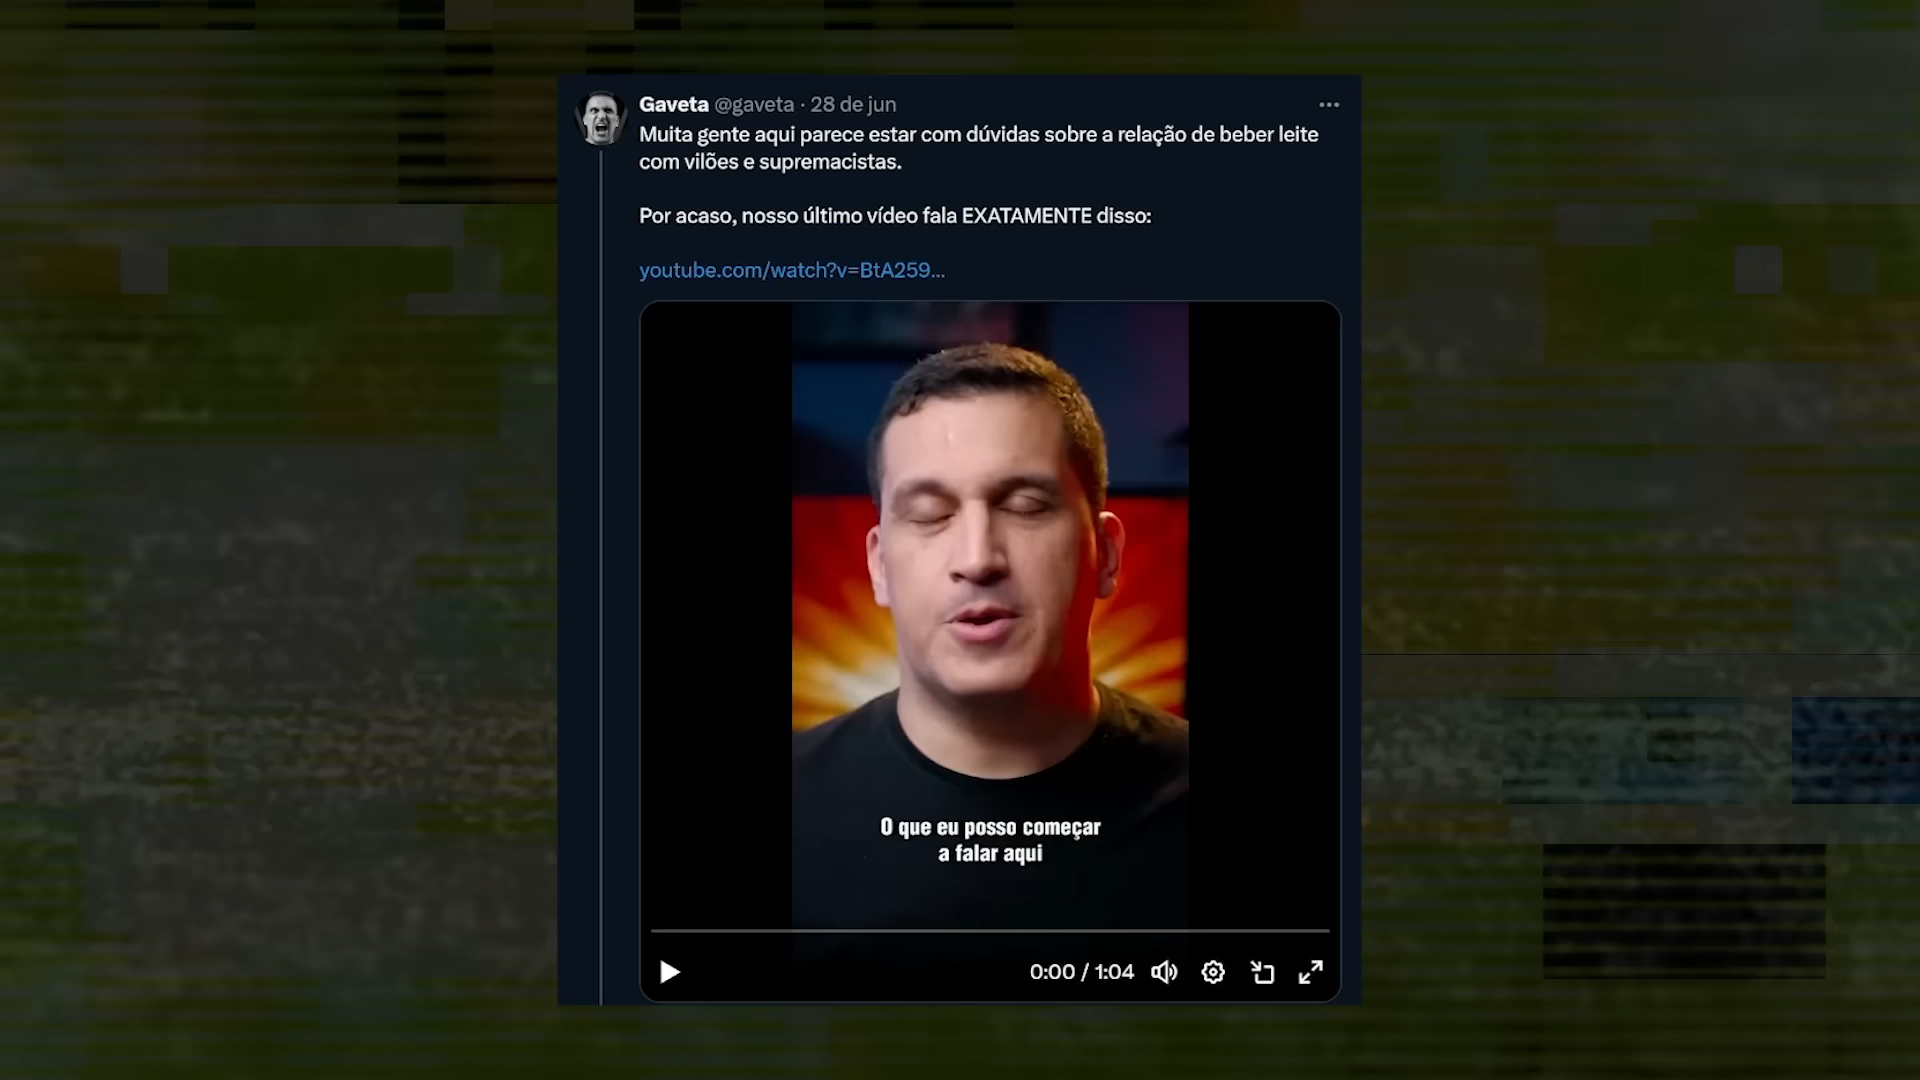 Gaveta @gaveta · 28 de jun
Muita gente aqui parece estar com dúvidas sobre a relação de beber leite
com vilões e supremacistas.
Por acaso, nosso último vídeo fala EXATAMENTE disso:
youtube.com/watch?v=BtA259...
O que eu posso começar
a falar aqui
0:00 / 1:04